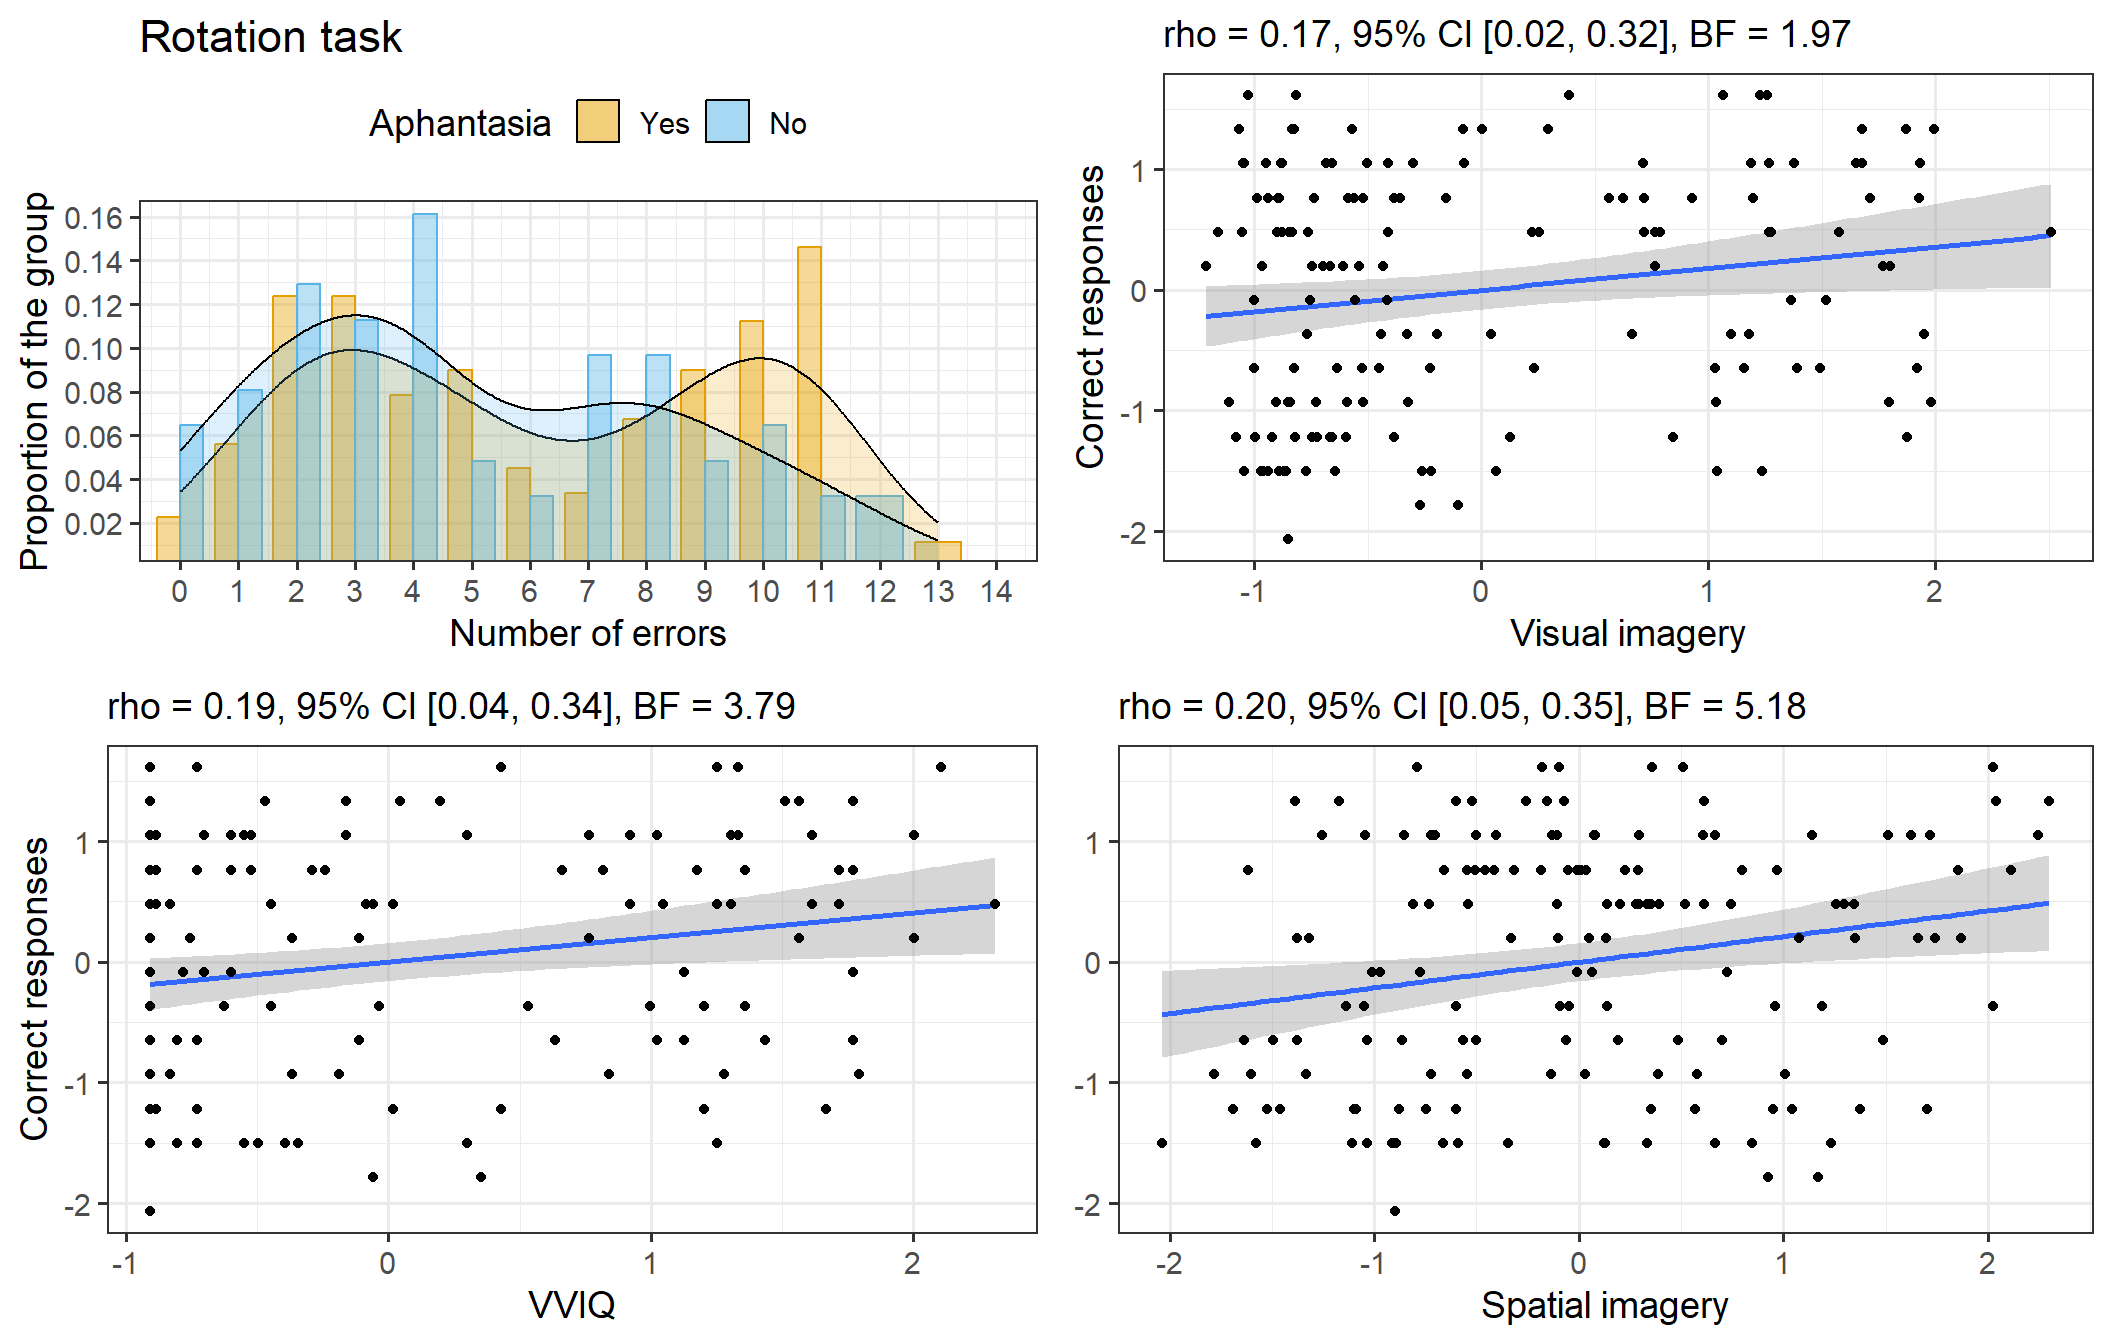 Rotation task
Aphantasia Yes No
Proportion of the group
0.16
0.14
0.12
0.10
0.08
0.06
0.04
0.02
0 1 2 3 4 5 6 7 8 9 10 11 12 13 14
Number of errors
rho = 0.17, 95% CI [0.02, 0.32], BF = 1.97
Correct responses
1
0
-1
-2
-1 0 1 2
Visual imagery
rho = 0.19, 95% CI [0.04, 0.34], BF = 3.79
Correct responses
1
0
-1
-2
-1 0 1 2
VVIQ
rho = 0.20, 95% CI [0.05, 0.35], BF = 5.18
Correct responses
1
0
-1
-2
-2 -1 0 1 2
Spatial imagery